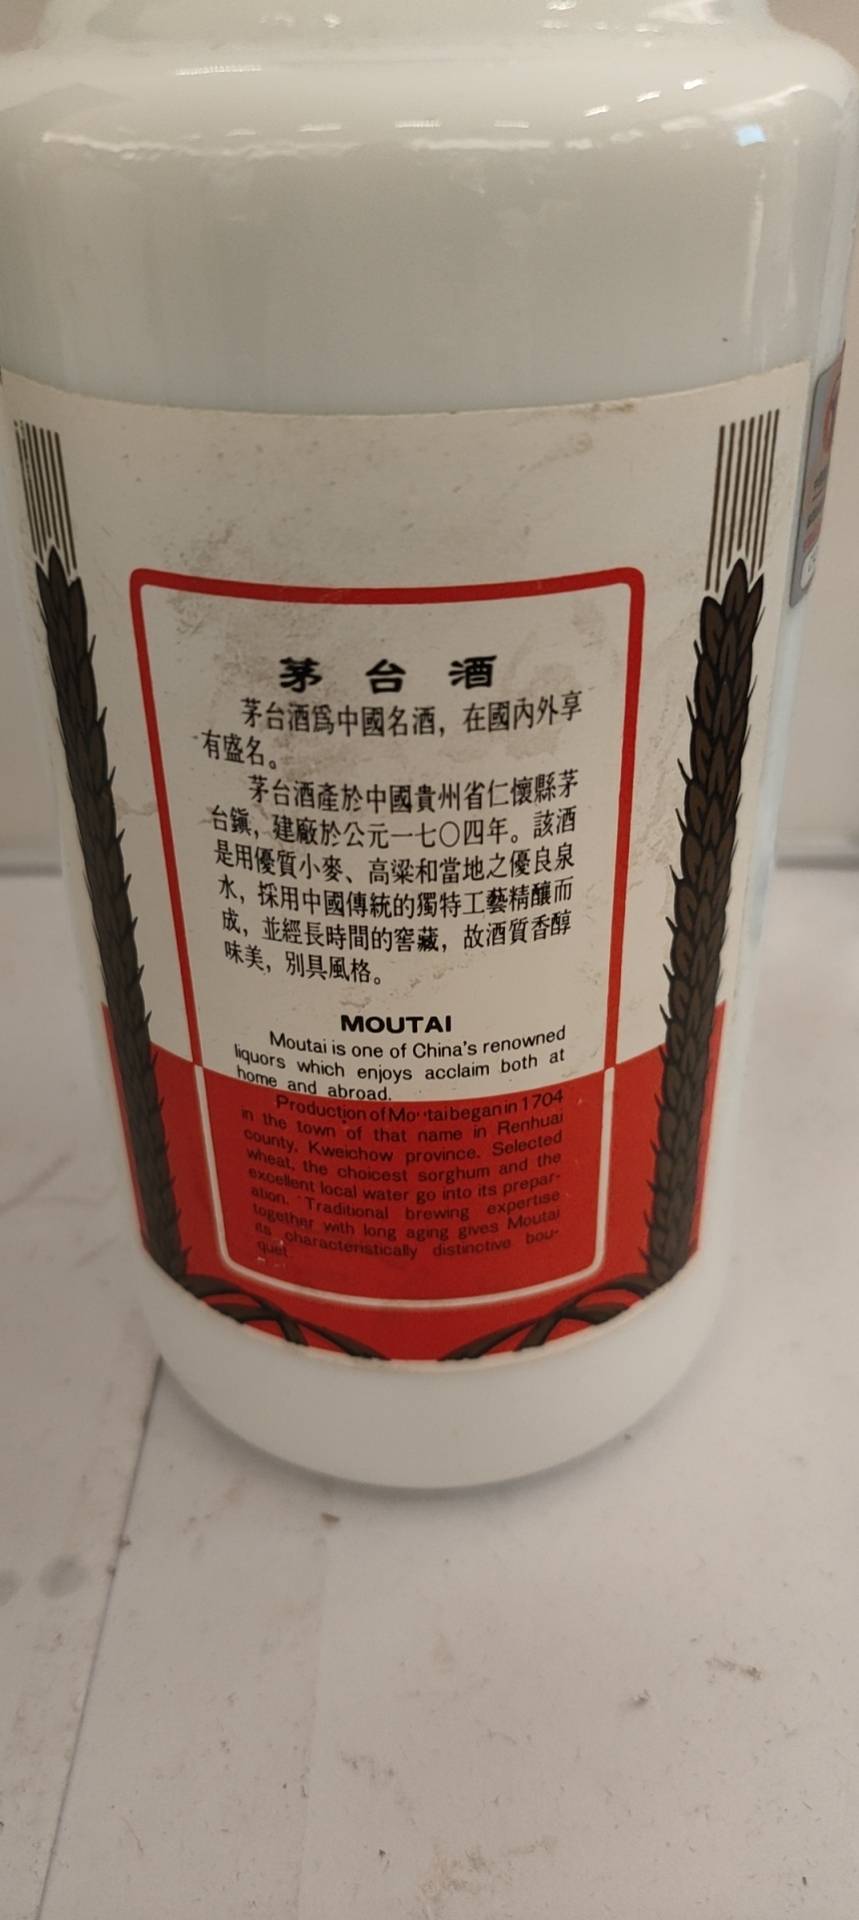 茅台酒
茅台酒爲中國名酒，在國內外享
有盛名。
茅台酒產於中國貴州省仁懷縣茅
台鎮，建廠於公元一七〇四年。該酒
是用優質小麥、高粱和當地之優良泉
水，採用中國傳統的獨特工藝精釀而
成，並經長時間的窖藏，故酒質香醇
味美，別具風格。
MOUTAI
Moutai is one of China's renowned
liquors which enjoys acclaim both at
home and abroad.
Production of Moutai began in 1704
in the town of that name in Renhuai
county, Kweichow province. Selected
wheat, the choicest sorghum and the
excellent local water go into its prepar-
ation. Traditional brewing expertise
together with long aging gives Moutai
its characteristically distinctive bou-
quet